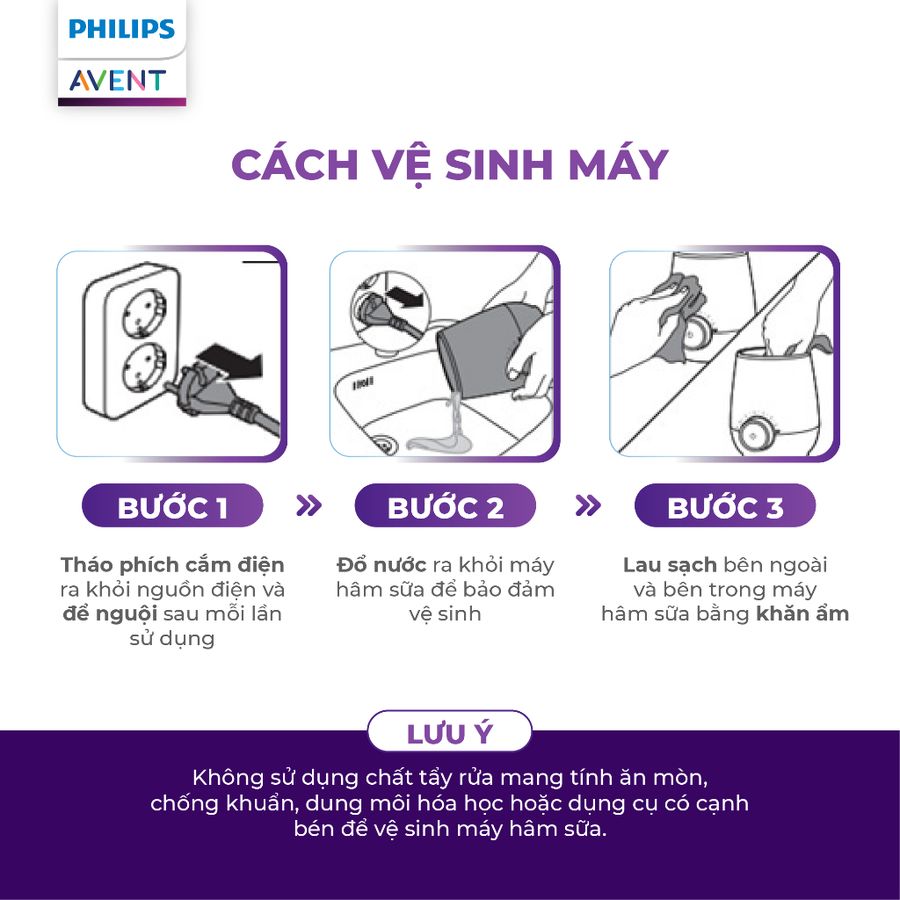 PHILIPS
AVENT
CÁCH VỆ SINH MÁY
BƯỚC 1
Tháo phích cắm điện
ra khỏi nguồn điện và
để nguội sau mỗi lần
sử dụng
BƯỚC 2
Đổ nước ra khỏi máy
hâm sữa để bảo đảm
vệ sinh
BƯỚC 3
Lau sạch bên ngoài
và bên trong máy
hâm sữa bằng khăn ẩm
LƯU Ý
Không sử dụng chất tẩy rửa mang tính ăn mòn,
chống khuẩn, dung môi hóa học hoặc dụng cụ có cạnh
bén để vệ sinh máy hâm sữa.